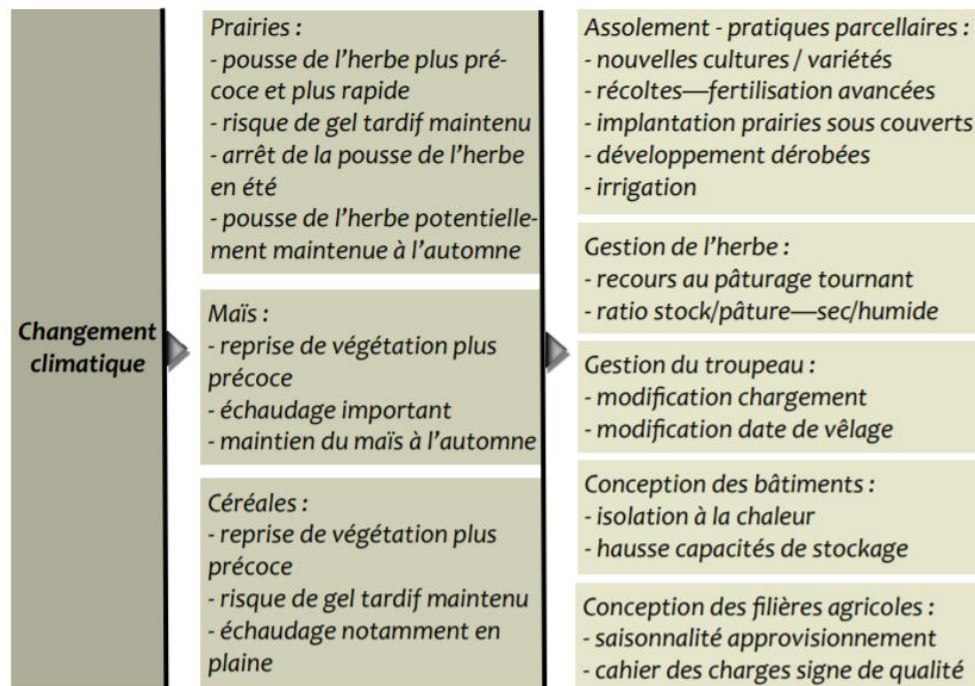 Changement
climatique
Prairies :
- pousse de l'herbe plus pré-
coce et plus rapide
- risque de gel tardif maintenu
- arrêt de la pousse de l'herbe
en été
- pousse de l'herbe potentielle-
ment maintenue à l'automne
Maïs :
- reprise de végétation plus
précoce
- échaudage important
- maintien du maïs à l'automne
Céréales :
- reprise de végétation plus
précoce
- risque de gel tardif maintenu
- échaudage notamment en
plaine
Assolement - pratiques parcellaires :
- nouvelles cultures / variétés
- récoltes—fertilisation avancées
- implantation prairies sous couverts
- développement dérobées
- irrigation
Gestion de l'herbe :
- recours au pâturage tournant
- ratio stock/pâture—sec/humide
Gestion du troupeau :
- modification chargement
- modification date de vêlage
Conception des bâtiments :
- isolation à la chaleur
- hausse capacités de stockage
Conception des filières agricoles :
- saisonnalité approvisionnement
- cahier des charges signe de qualité